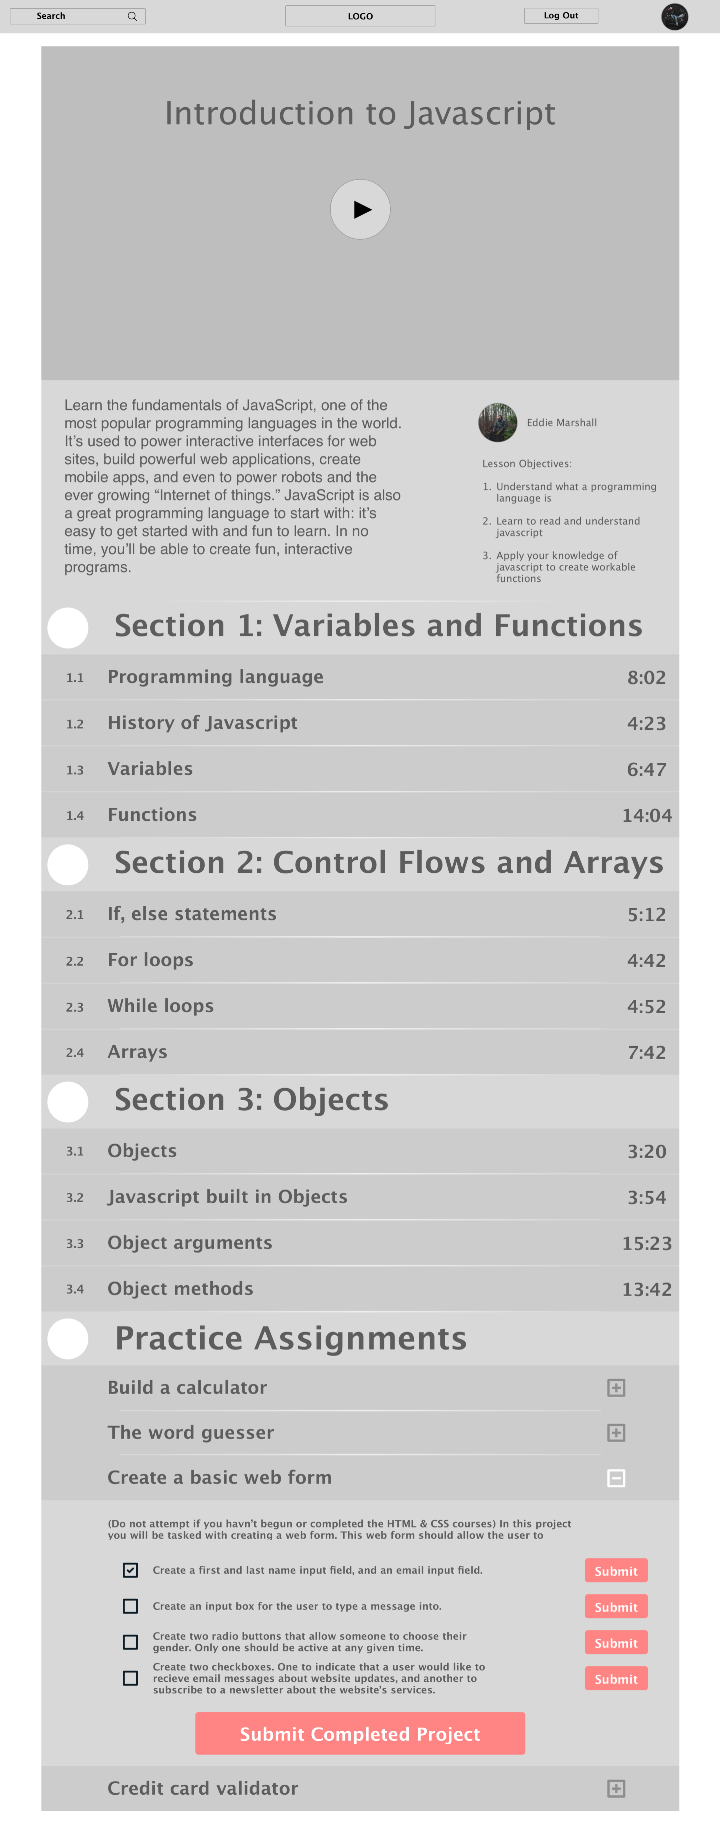 Search
LOGO
Log Out
Introduction to Javascript
Learn the fundamentals of JavaScript, one of the
most popular programming languages in the world.
It’s used to power interactive interfaces for web
sites, build powerful web applications, create
mobile apps, and even to power robots and the
ever growing “Internet of things.” JavaScript is also
a great programming language to start with: it’s
easy to get started with and fun to learn. In no
time, you’ll be able to create fun, interactive
programs.
Eddie Marshall
Lesson Objectives:
1. Understand what a programming
language is
2. Learn to read and understand
javascript
3. Apply your knowledge of
javascript to create workable
functions
Section 1: Variables and Functions
1.1 Programming language 8:02
1.2 History of Javascript 4:23
1.3 Variables 6:47
1.4 Functions 14:04
Section 2: Control Flows and Arrays
2.1 If, else statements 5:12
2.2 For loops 4:42
2.3 While loops 4:52
2.4 Arrays 7:42
Section 3: Objects
3.1 Objects 3:20
3.2 Javascript built in Objects 3:54
3.3 Object arguments 15:23
3.4 Object methods 13:42
Practice Assignments
Build a calculator
The word guesser
Create a basic web form
(Do not attempt if you havn’t begun or completed the HTML & CSS courses) In this project
you will be tasked with creating a web form. This web form should allow the user to
Create a first and last name input field, and an email input field. Submit
Create an input box for the user to type a message into. Submit
Create two radio buttons that allow someone to choose their
gender. Only one should be active at any given time. Submit
Create two checkboxes. One to indicate that a user would like to
recieve email messages about website updates, and another to Submit
subscribe to a newsletter about the website’s services.
Submit Completed Project
Credit card validator